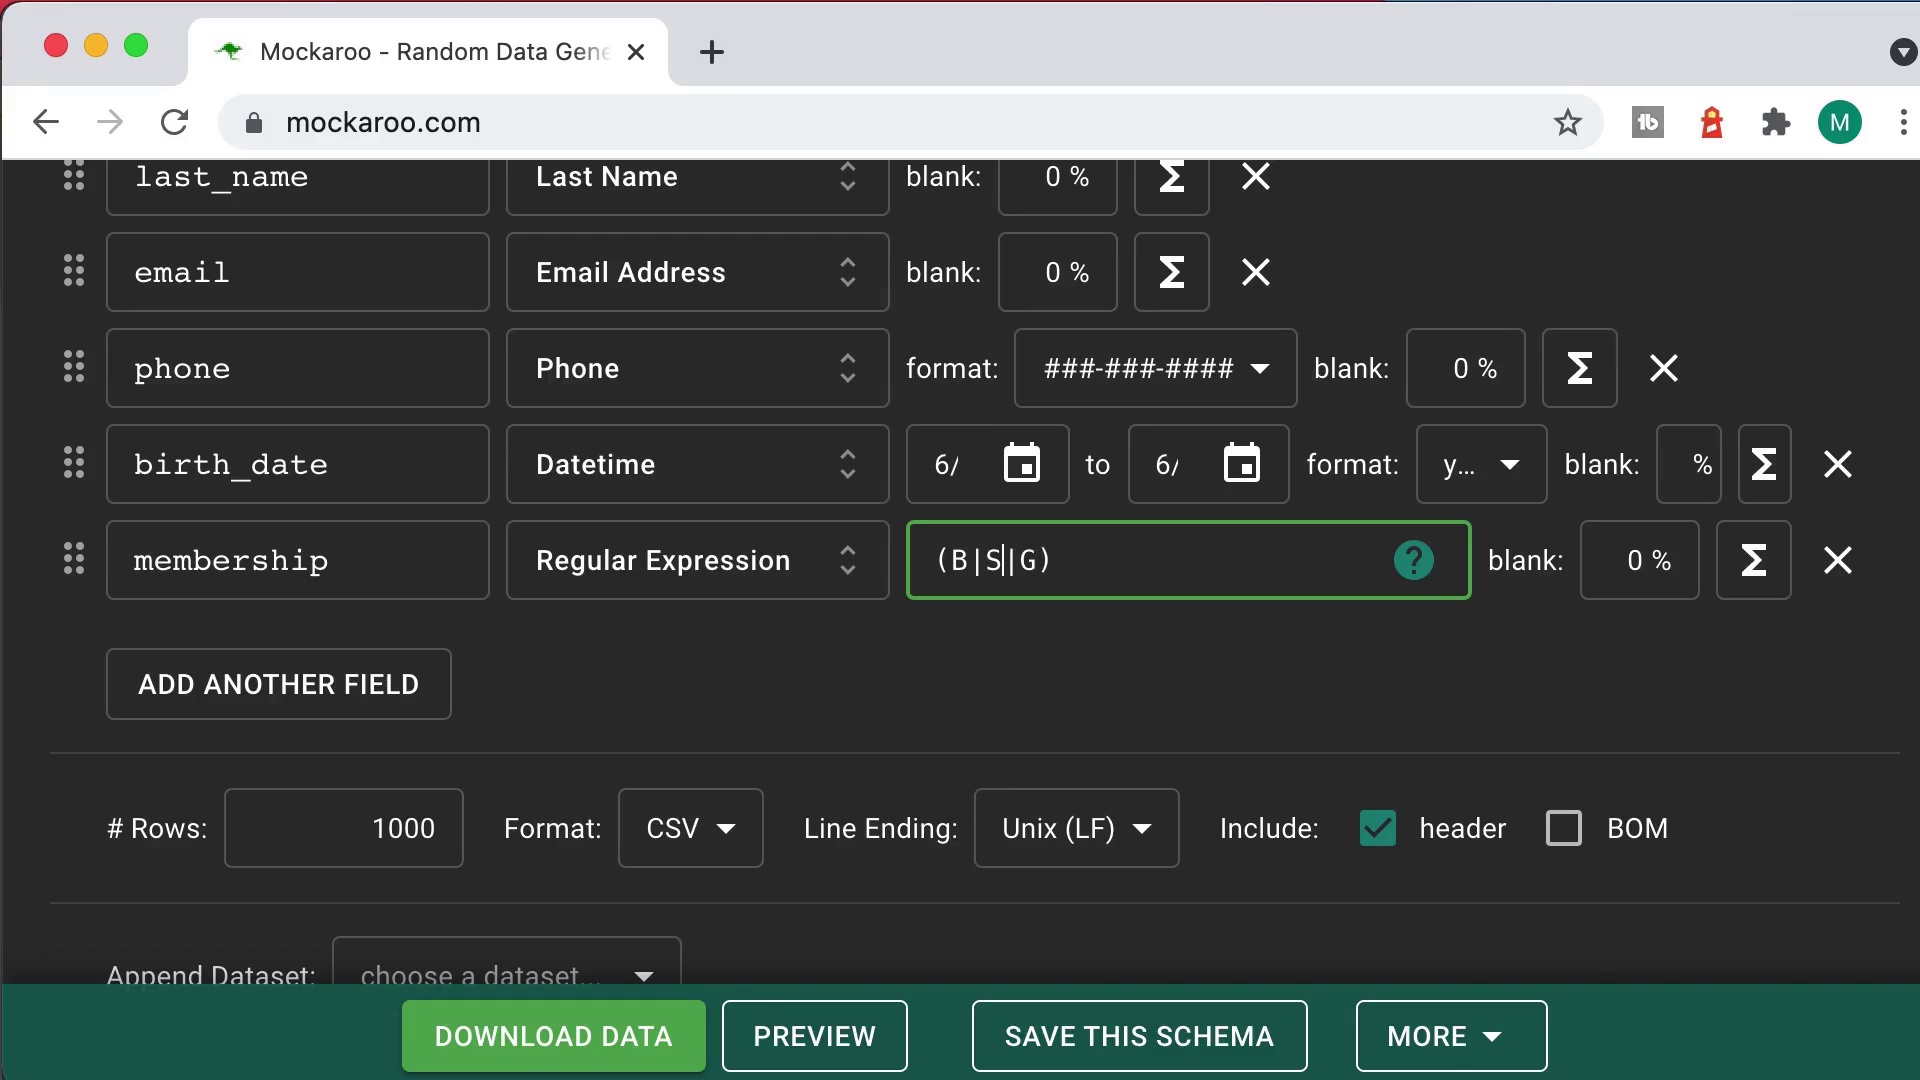 Mockaroo - Random Data Gene
mockaroo.com
M
last_name Last Name blank: 0 %
email Email Address blank: 0 %
phone Phone format: ###-###-#### blank: 0 %
birth_date Datetime 6/ to 6/ format: y... blank: %
membership Regular Expression (B|S|G) ? blank: 0 %
ADD ANOTHER FIELD
# Rows: 1000 Format: CSV Line Ending: Unix (LF) Include: header BOM
Append Dataset: choose a dataset...
DOWNLOAD DATA PREVIEW SAVE THIS SCHEMA MORE